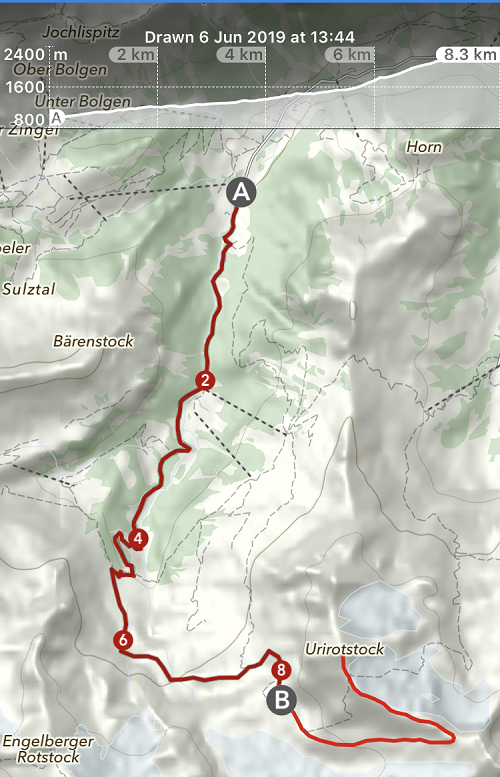 Jochlispitz
Drawn 6 Jun 2019 at 13:44
2400 m
2 km
4 km
6 km
8.3 km
Ober Bolgen
1600
Unter Bolgen
800
A
r Zingel
Horn
A
eler
Sulztal
Bärenstock
2
4
6
Urirotstock
8
B
Engelberger
Rotstock